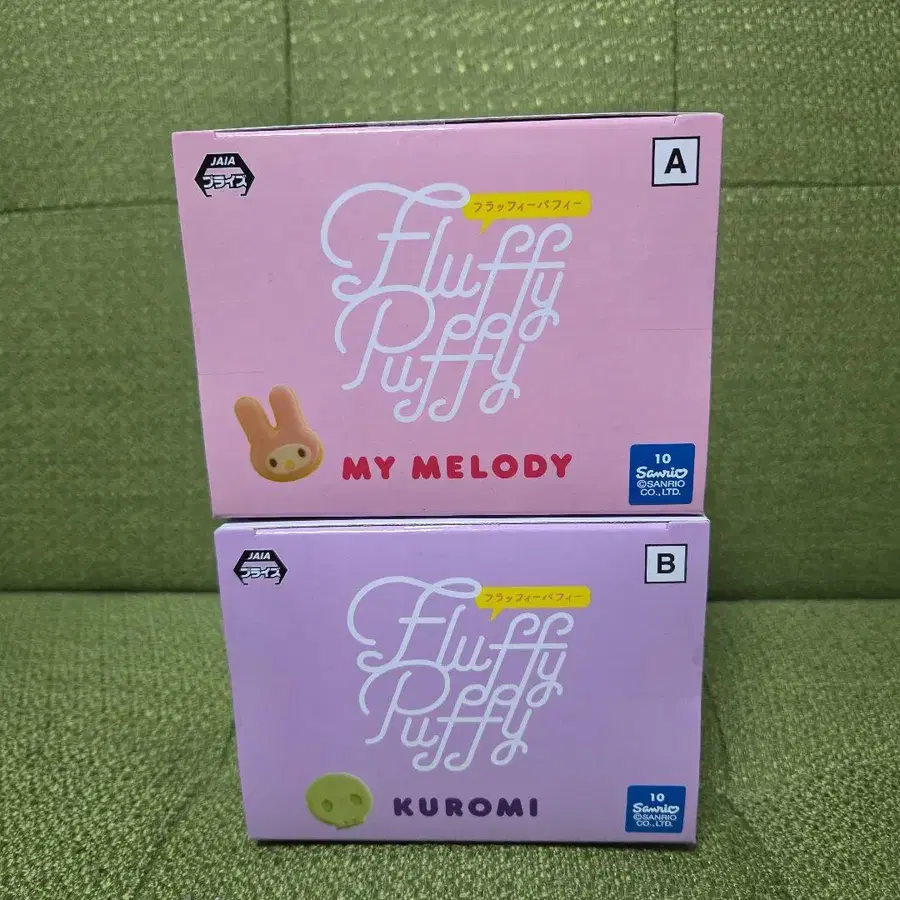 JAIA
プライズ
A
フラッフィーパフィー
Fluffy
Puffy
MY MELODY
10
Sanrio
©SANRIO
CO.,LTD.
JAIA
プライズ
B
フラッフィーパフィー
Fluffy
Puffy
KUROMI
10
Sanrio
©SANRIO
CO.,LTD.